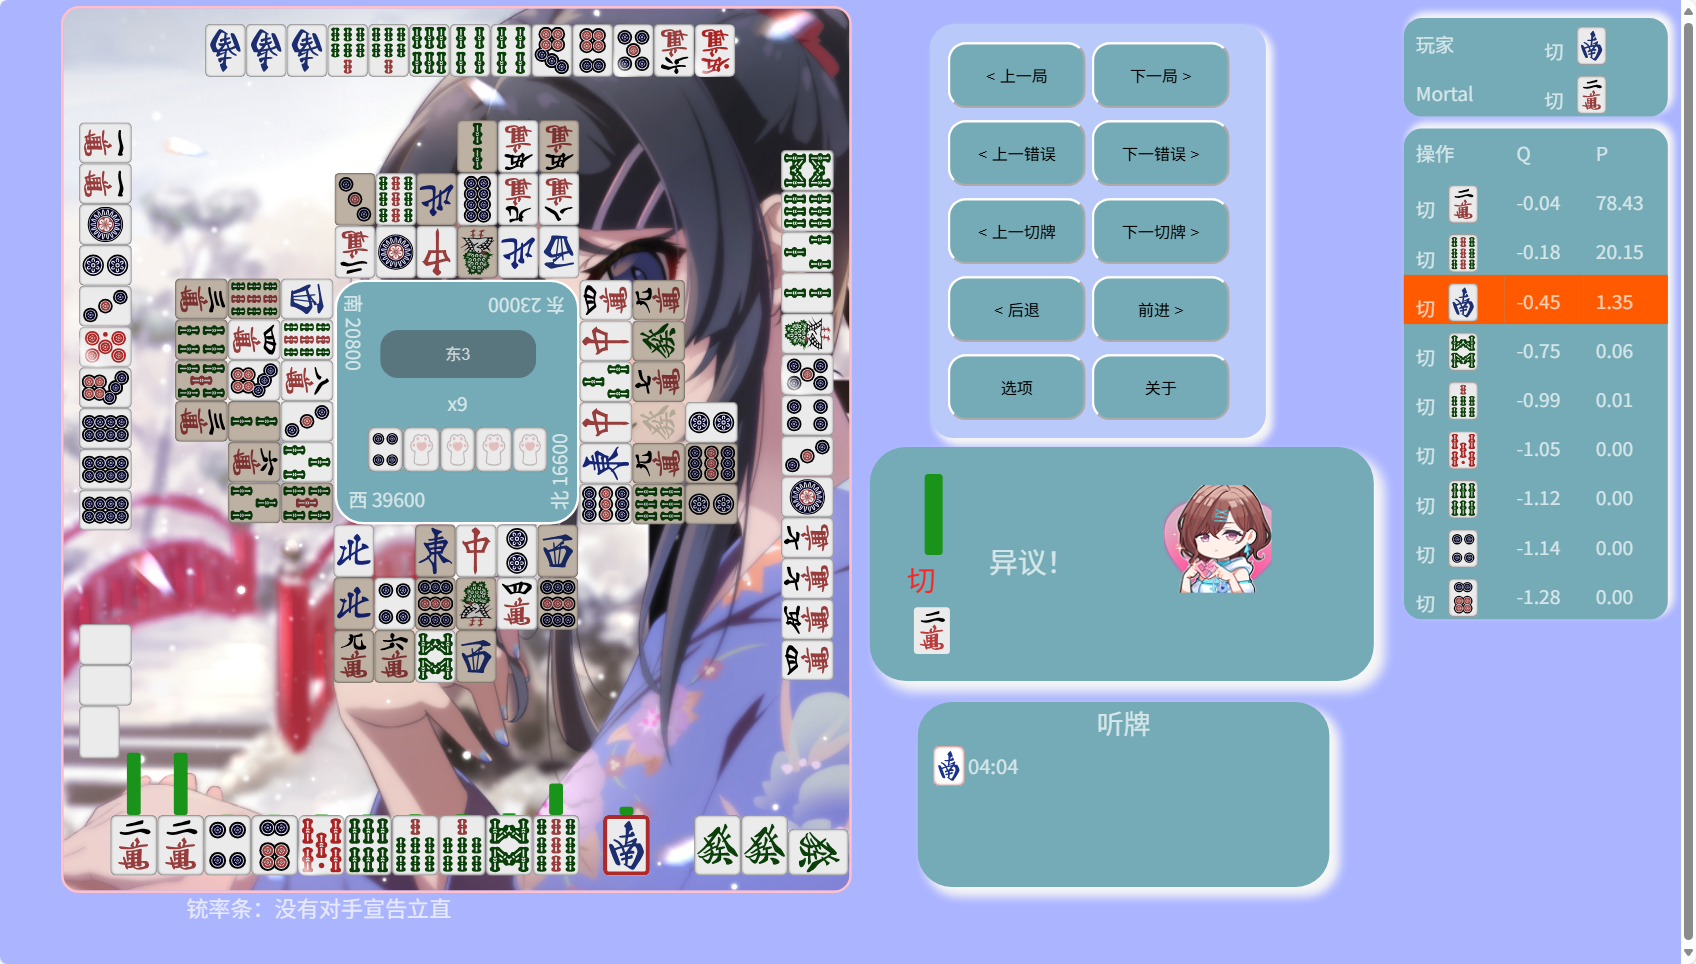 南 20800
东 23000
东3
x9
西 39600
北 16600
铳率条：没有对手宣告立直
< 上一局
下一局 >
< 上一错误
下一错误 >
< 上一切牌
下一切牌 >
< 后退
前进 >
选项
关于
切
异议！
听牌
04:04
玩家 切
Mortal 切
操作 Q P
切 -0.04 78.43
切 -0.18 20.15
切 -0.45 1.35
切 -0.75 0.06
切 -0.99 0.01
切 -1.05 0.00
切 -1.12 0.00
切 -1.14 0.00
切 -1.28 0.00